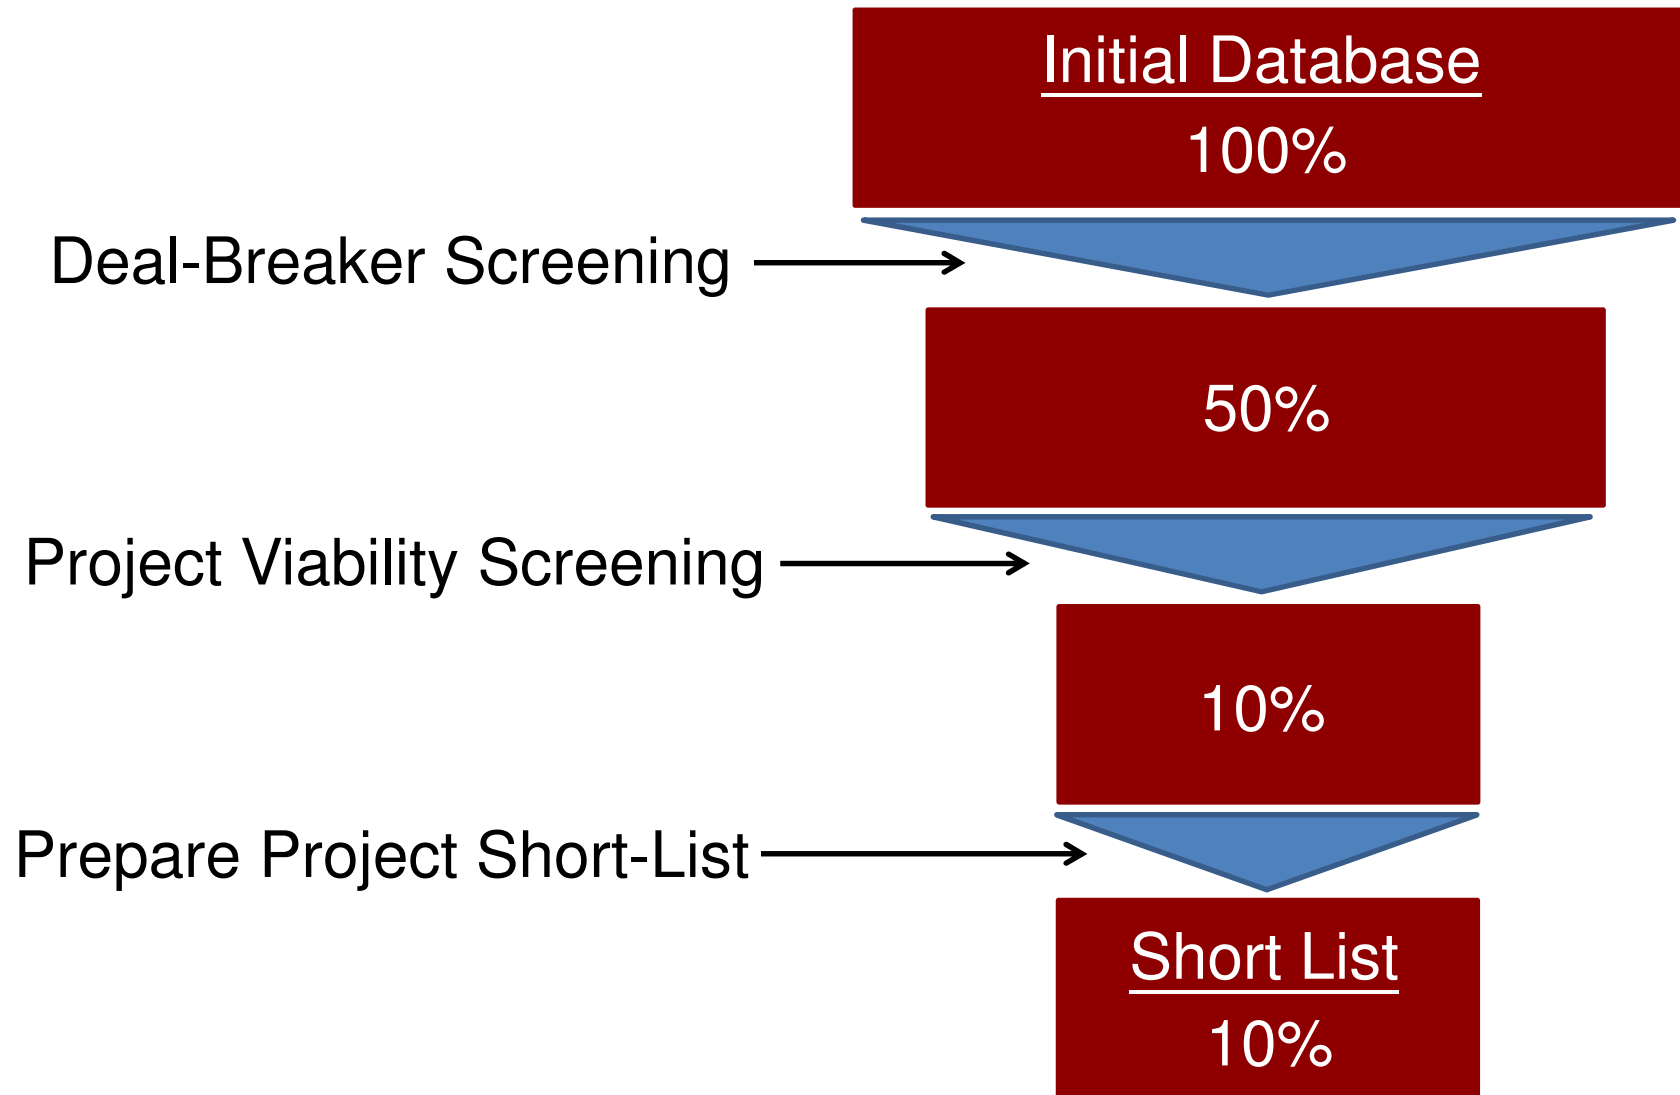 Initial Database
100%
Deal-Breaker Screening
50%
Project Viability Screening
10%
Prepare Project Short-List
Short List
10%